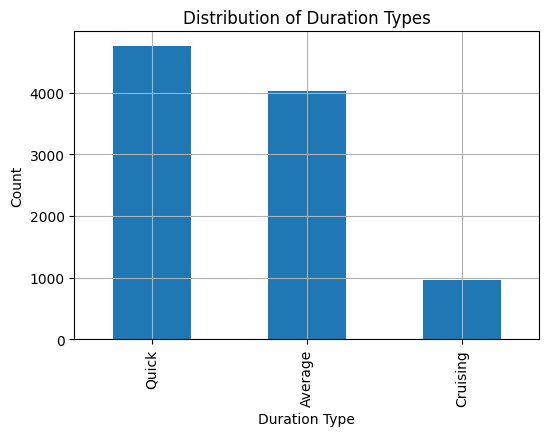 Distribution of Duration Types
Count
4000
3000
2000
1000
0
Quick
Average
Cruising
Duration Type